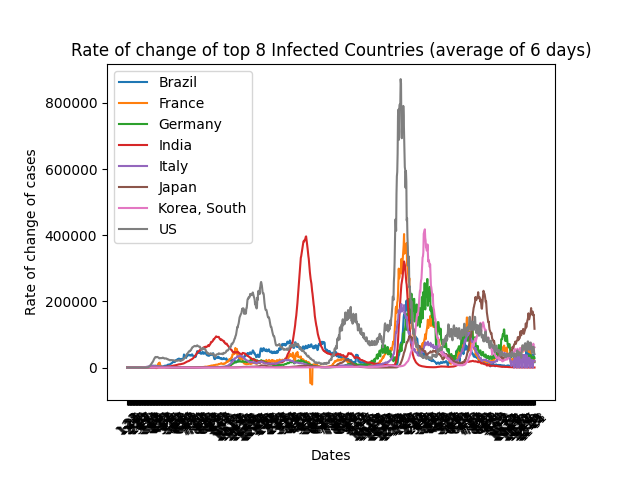 Rate of change of top 8 Infected Countries (average of 6 days)
Rate of change of cases
800000
600000
400000
200000
0
Brazil
France
Germany
India
Italy
Japan
Korea, South
US
Dates